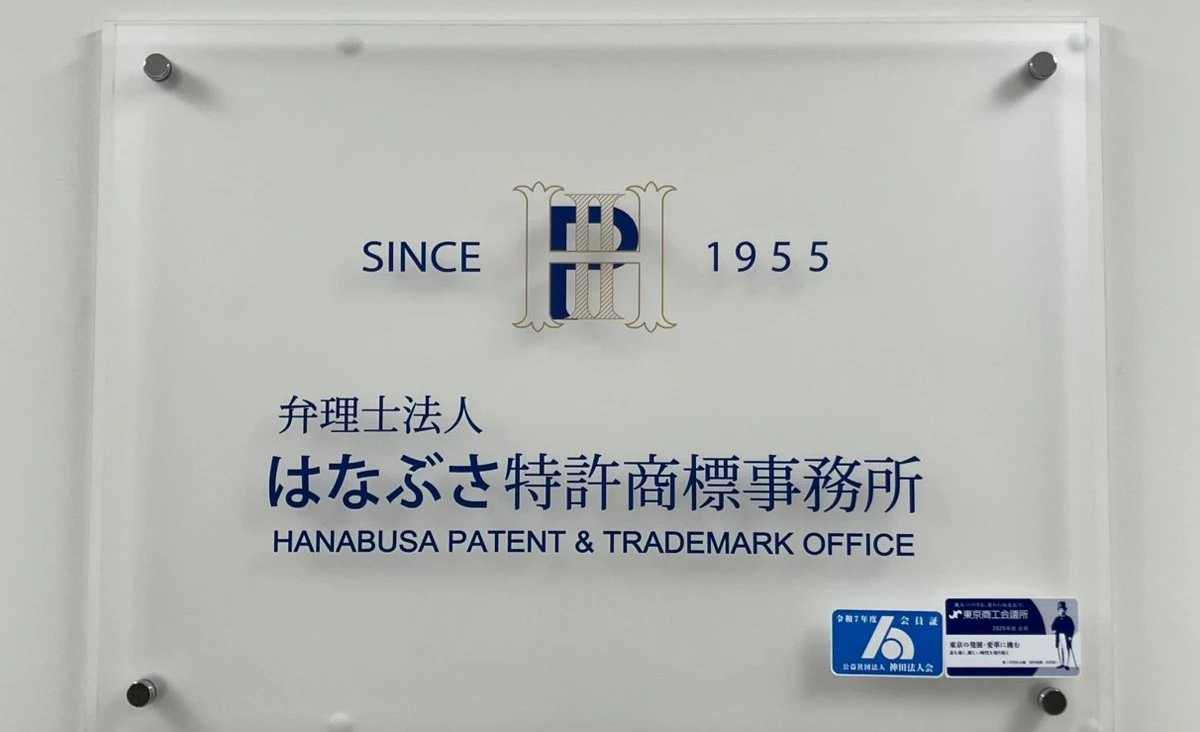 SINCE
1955
弁理士法人
はなぶさ特許商標事務所
HANABUSA PATENT & TRADEMARK OFFICE
令和7年度 会員証
公益社団法人 神田法人会
東京商工会議所
2025年度 会員
東京の発展・変革に挑む